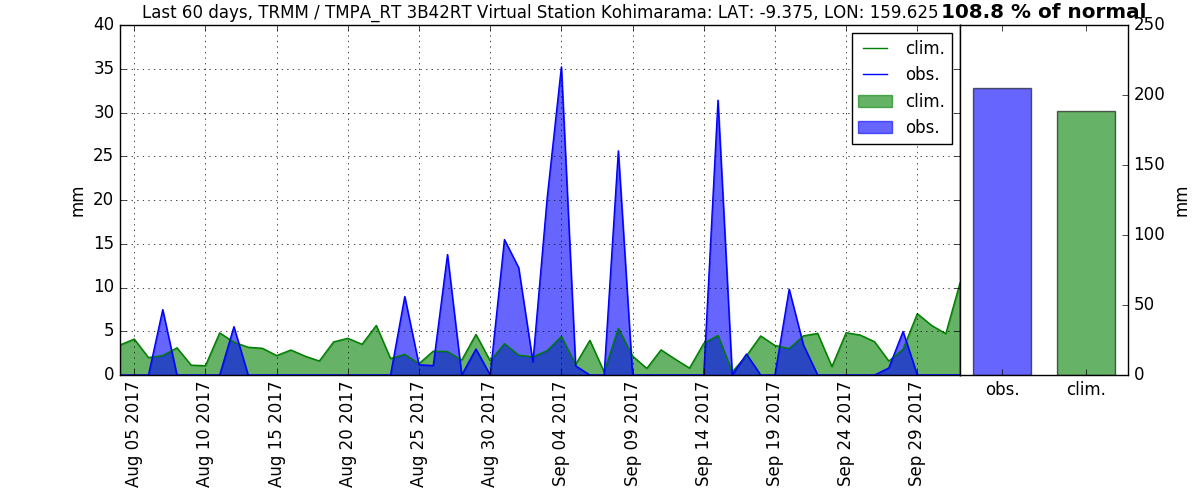 Last 60 days, TRMM / TMPA_RT 3B42RT Virtual Station Kohimarama: LAT: -9.375, LON: 159.625
108.8 % of normal
40
35
30
25
20
15
10
5
0
mm
clim.
obs.
clim.
obs.
Aug 05 2017
Aug 10 2017
Aug 15 2017
Aug 20 2017
Aug 25 2017
Aug 30 2017
Sep 04 2017
Sep 09 2017
Sep 14 2017
Sep 19 2017
Sep 24 2017
Sep 29 2017
250
200
150
100
50
0
mm
obs.
clim.